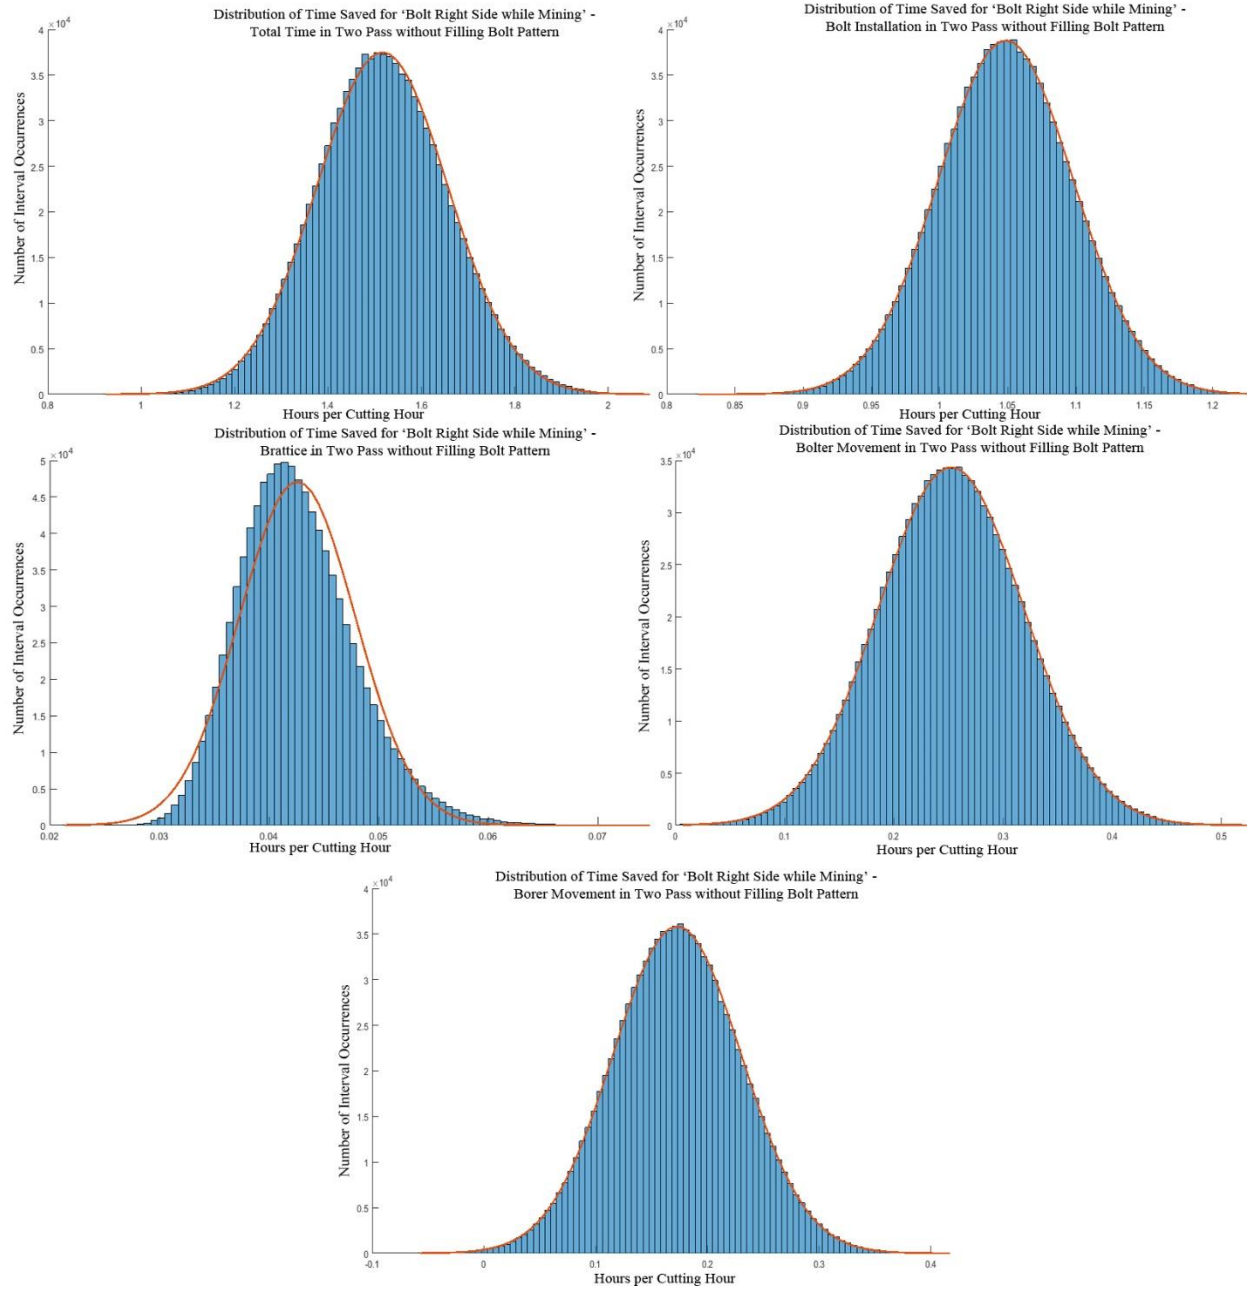 Distribution of Time Saved for ‘Bolt Right Side while Mining’ -
Total Time in Two Pass without Filling Bolt Pattern
×10⁴
4
3.5
3
2.5
2
1.5
1
0.5
0
Number of Interval Occurrences
0.8 1 1.2 1.4 1.6 1.8 2
Hours per Cutting Hour
Distribution of Time Saved for ‘Bolt Right Side while Mining’ -
Bolt Installation in Two Pass without Filling Bolt Pattern
×10⁴
4
3.5
3
2.5
2
1.5
1
0.5
0
Number of Interval Occurrences
0.8 0.85 0.9 0.95 1 1.05 1.1 1.15 1.2
Hours per Cutting Hour
Distribution of Time Saved for ‘Bolt Right Side while Mining’ -
Brattice in Two Pass without Filling Bolt Pattern
×10⁴
5
4.5
4
3.5
3
2.5
2
1.5
1
0.5
0
Number of Interval Occurrences
0.02 0.03 0.04 0.05 0.06 0.07
Hours per Cutting Hour
Distribution of Time Saved for ‘Bolt Right Side while Mining’ -
Bolter Movement in Two Pass without Filling Bolt Pattern
×10⁴
3.5
3
2.5
2
1.5
1
0.5
0
Number of Interval Occurrences
0 0.1 0.2 0.3 0.4 0.5
Hours per Cutting Hour
Distribution of Time Saved for ‘Bolt Right Side while Mining’ -
Borer Movement in Two Pass without Filling Bolt Pattern
×10⁴
4
3.5
3
2.5
2
1.5
1
0.5
0
Number of Interval Occurrences
-0.1 0 0.1 0.2 0.3 0.4
Hours per Cutting Hour